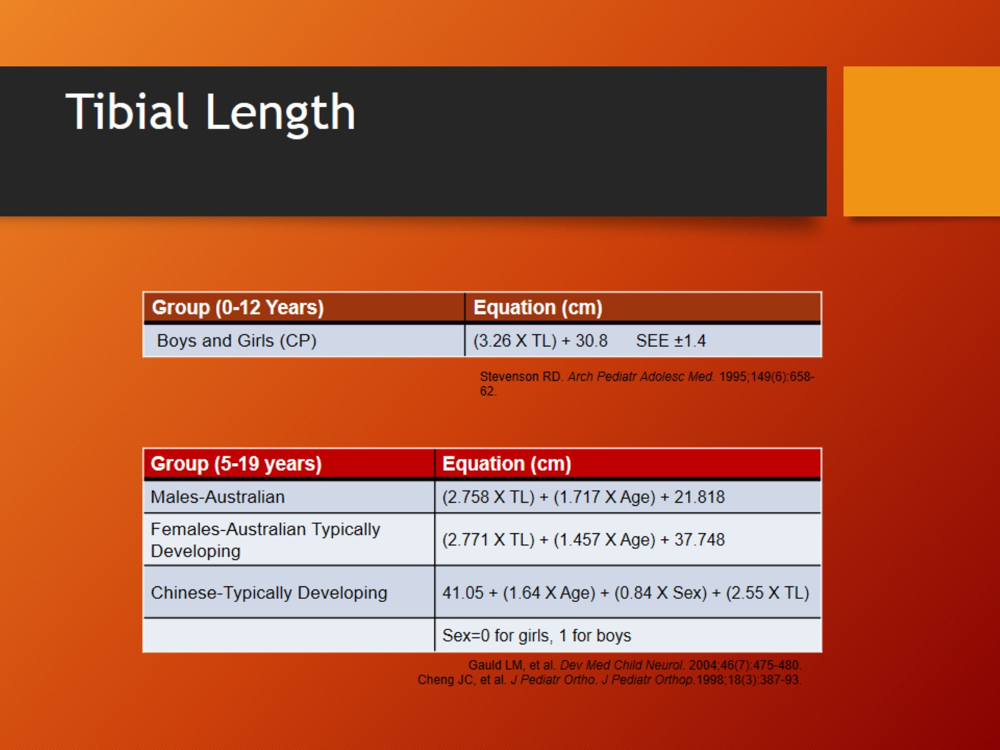 Tibial Length
Group (0-12 Years) Equation (cm)
Boys and Girls (CP) (3.26 X TL) + 30.8 SEE ±1.4
Stevenson RD. Arch Pediatr Adolesc Med. 1995;149(6):658-
62.
Group (5-19 years) Equation (cm)
Males-Australian (2.758 X TL) + (1.717 X Age) + 21.818
Females-Australian Typically
Developing (2.771 X TL) + (1.457 X Age) + 37.748
Chinese-Typically Developing 41.05 + (1.64 X Age) + (0.84 X Sex) + (2.55 X TL)
Sex=0 for girls, 1 for boys
Gauld LM, et al. Dev Med Child Neurol. 2004;46(7):475-480.
Cheng JC, et al. J Pediatr Ortho. J Pediatr Orthop.1998;18(3):387-93.